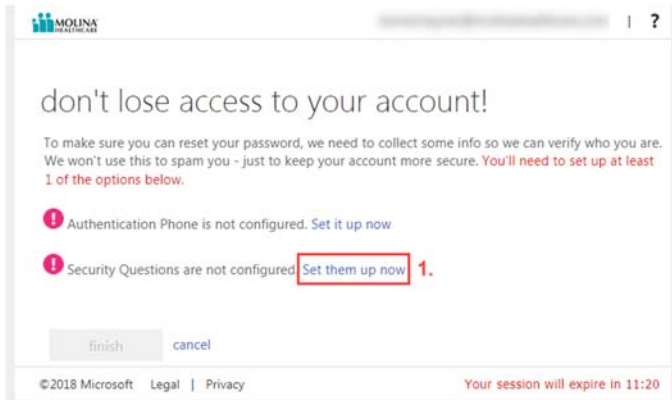 MOLINA
HEALTHCARE
| ?
don't lose access to your account!
To make sure you can reset your password, we need to collect some info so we can verify who you are.
We won't use this to spam you - just to keep your account more secure. You'll need to set up at least
1 of the options below.
! Authentication Phone is not configured. Set it up now
! Security Questions are not configured. Set them up now 1.
finish cancel
©2018 Microsoft Legal | Privacy Your session will expire in 11:20